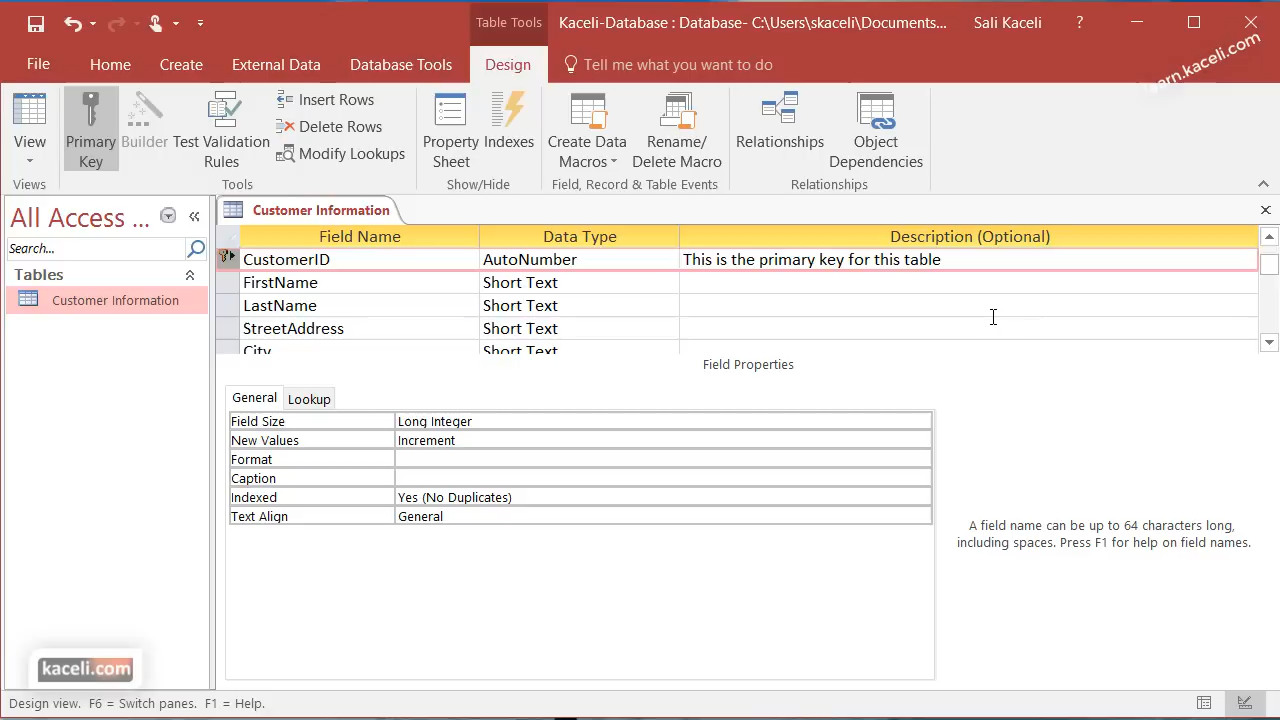 Table Tools
Kaceli-Database : Database- C:\Users\skaceli\Documents...
Sali Kaceli
?
File
Home
Create
External Data
Database Tools
Design
Tell me what you want to do
learn.kaceli.com
View
Primary Key
Builder
Test Validation Rules
Insert Rows
Delete Rows
Modify Lookups
Property Sheet
Indexes
Create Data Macros
Rename/ Delete Macro
Relationships
Object Dependencies
Views
Tools
Show/Hide
Field, Record & Table Events
Relationships
All Access ...
Search...
Tables
Customer Information
Customer Information
Field Name Data Type Description (Optional)
CustomerID AutoNumber This is the primary key for this table
FirstName Short Text
LastName Short Text
StreetAddress Short Text
City Short Text
Field Properties
General Lookup
Field Size Long Integer
New Values Increment
Format
Caption
Indexed Yes (No Duplicates)
Text Align General
A field name can be up to 64 characters long,
including spaces. Press F1 for help on field names.
kaceli.com
Design view. F6 = Switch panes. F1 = Help.